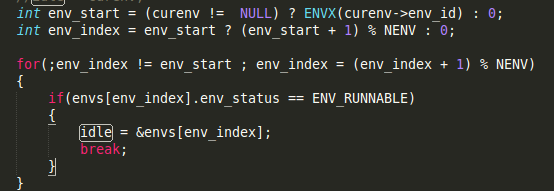 int env_start = (curenv !=  NULL) ? ENVX(curenv->env_id) : 0;
int env_index = env_start ? (env_start + 1) % NENV : 0;

for(;env_index != env_start ; env_index = (env_index + 1) % NENV)
{
    if(envs[env_index].env_status == ENV_RUNNABLE)
    {
        idle = &envs[env_index];
        break;
    }
}